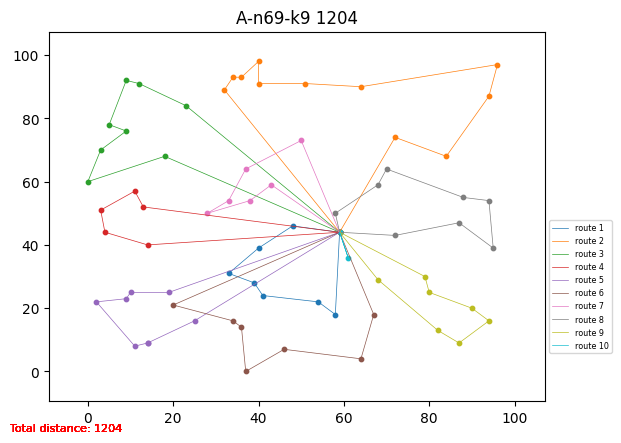 A-n69-k9 1204
100
80
60
40
20
0
0 20 40 60 80 100
route 1
route 2
route 3
route 4
route 5
route 6
route 7
route 8
route 9
route 10
Total distance: 1204